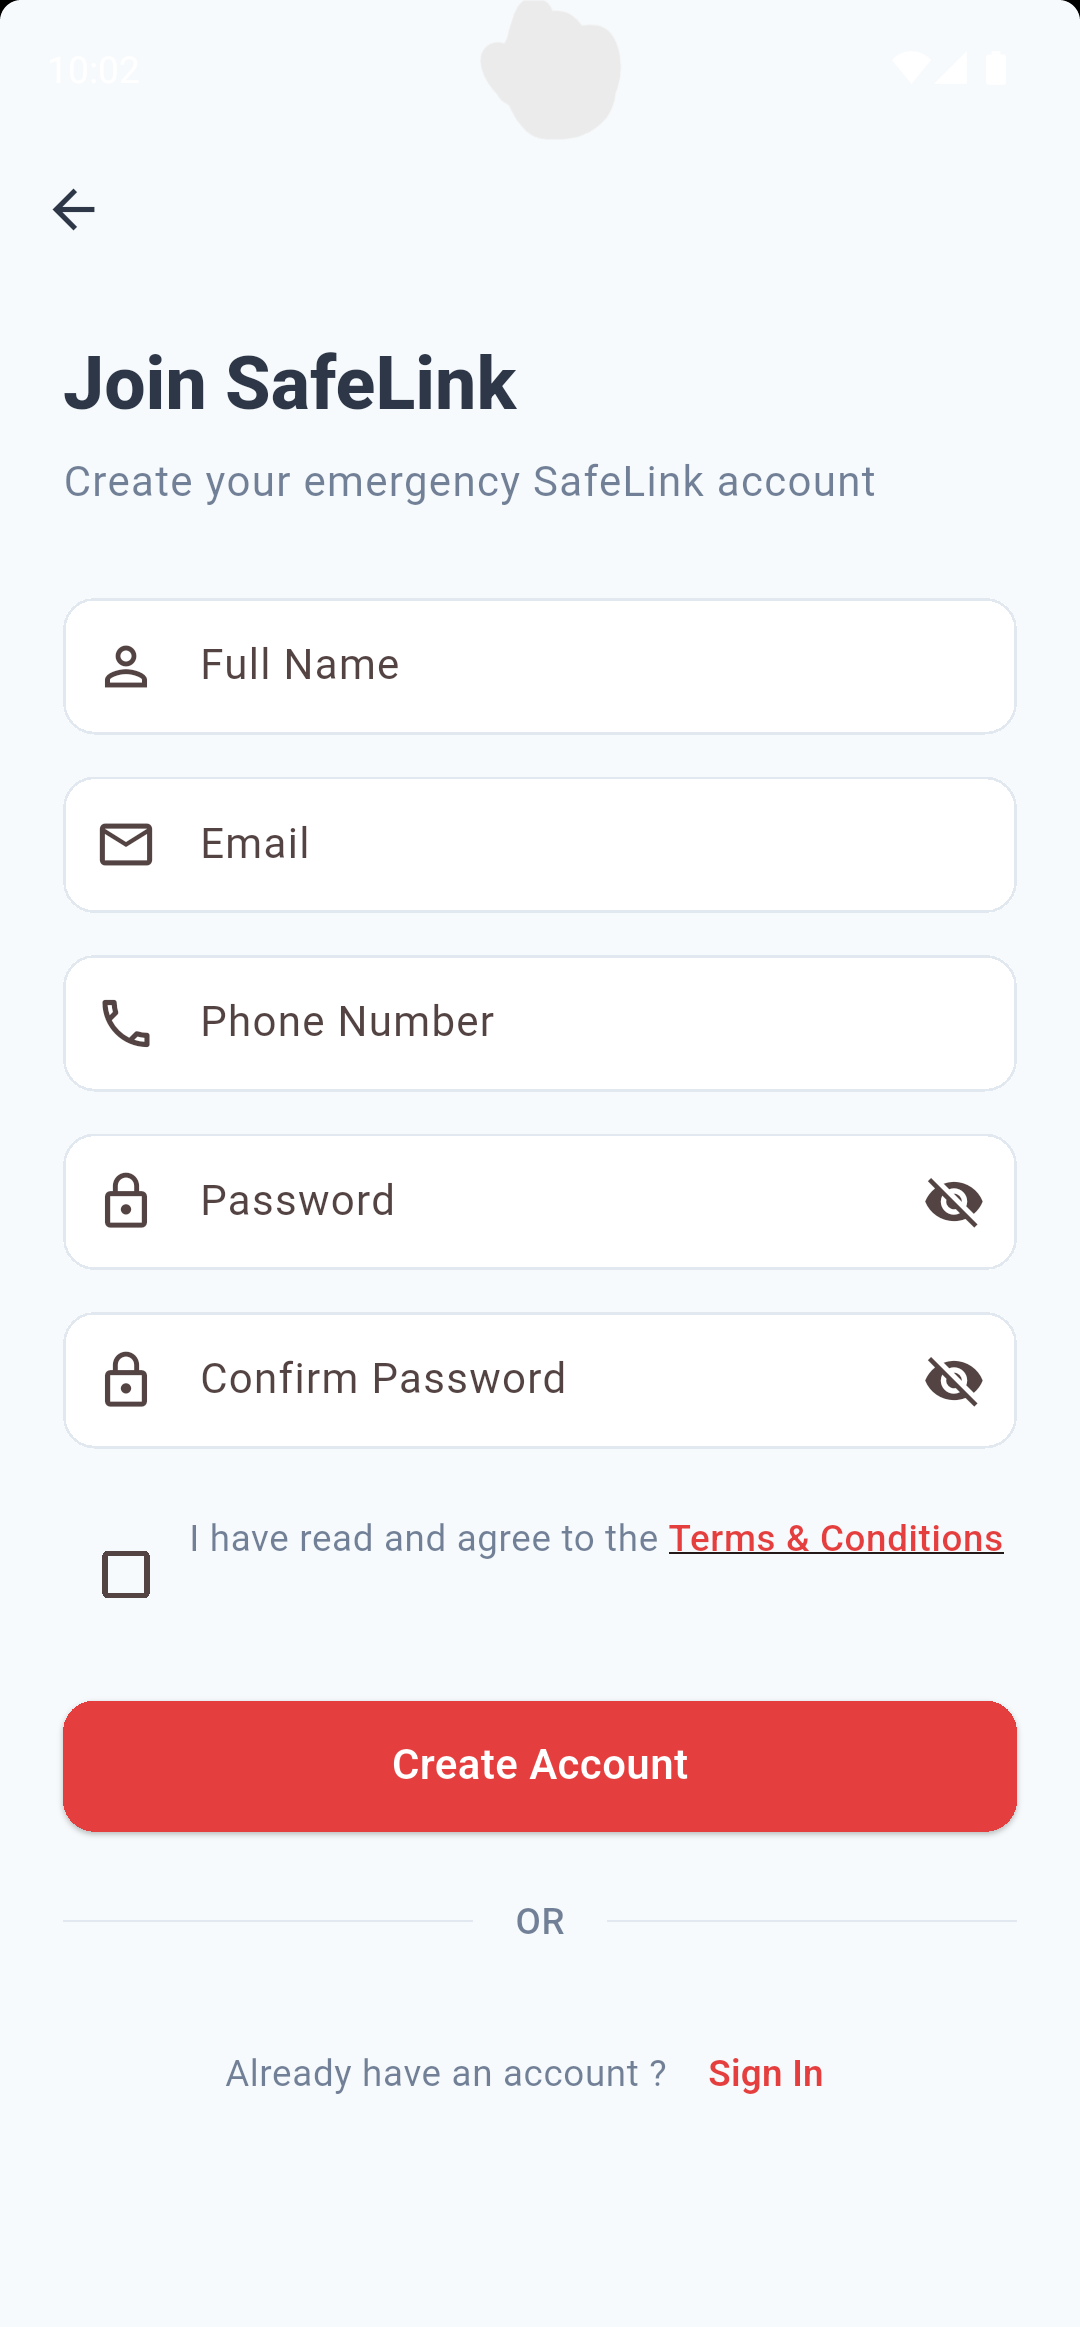 10:02
Join SafeLink
Create your emergency SafeLink account
Full Name
Email
Phone Number
Password
Confirm Password
I have read and agree to the Terms & Conditions
Create Account
OR
Already have an account ? Sign In